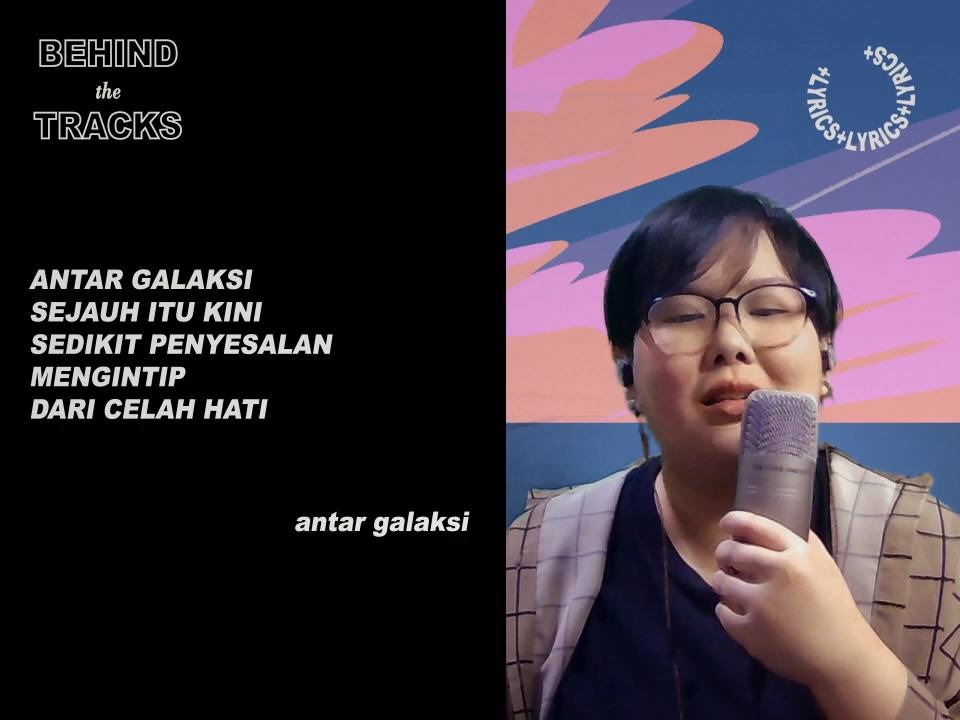 BEHIND
the
TRACKS
+LYRICS+LYRICS+LYRICS+
ANTAR GALAKSI
SEJAUH ITU KINI
SEDIKIT PENYESALAN
MENGINTIP
DARI CELAH HATI
antar galaksi